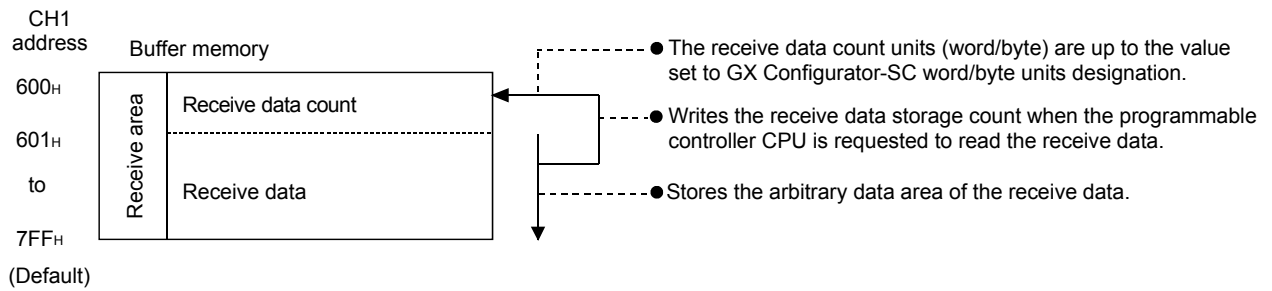 CH1
address
Buffer memory
600H
601H
to
7FFH
(Default)
Receive area
Receive data count
Receive data
● The receive data count units (word/byte) are up to the value
set to GX Configurator-SC word/byte units designation.
● Writes the receive data storage count when the programmable
controller CPU is requested to read the receive data.
● Stores the arbitrary data area of the receive data.